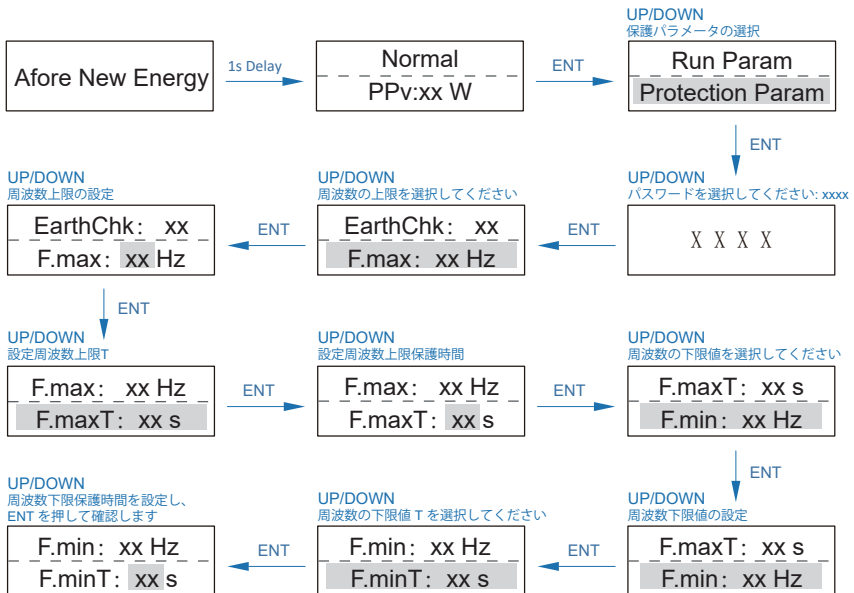 Afore New Energy
1s Delay
Normal
PPv:xx W
ENT
UP/DOWN
保護パラメータの選択
Run Param
Protection Param
ENT
UP/DOWN
パスワードを選択してください: xxxx
X X X X
ENT
UP/DOWN
周波数の上限を選択してください
EarthChk: xx
F.max: xx Hz
ENT
UP/DOWN
周波数上限の設定
EarthChk: xx
F.max: xx Hz
ENT
UP/DOWN
設定周波数上限T
F.max: xx Hz
F.maxT: xx s
ENT
UP/DOWN
設定周波数上限保護時間
F.max: xx Hz
F.maxT: xx s
ENT
UP/DOWN
周波数の下限値を選択してください
F.maxT: xx s
F.min: xx Hz
ENT
UP/DOWN
周波数下限値の設定
F.maxT: xx s
F.min: xx Hz
ENT
UP/DOWN
周波数の下限値 T を選択してください
F.min: xx Hz
F.minT: xx s
ENT
UP/DOWN
周波数下限保護時間を設定し、
ENT を押して確認します
F.min: xx Hz
F.minT: xx s